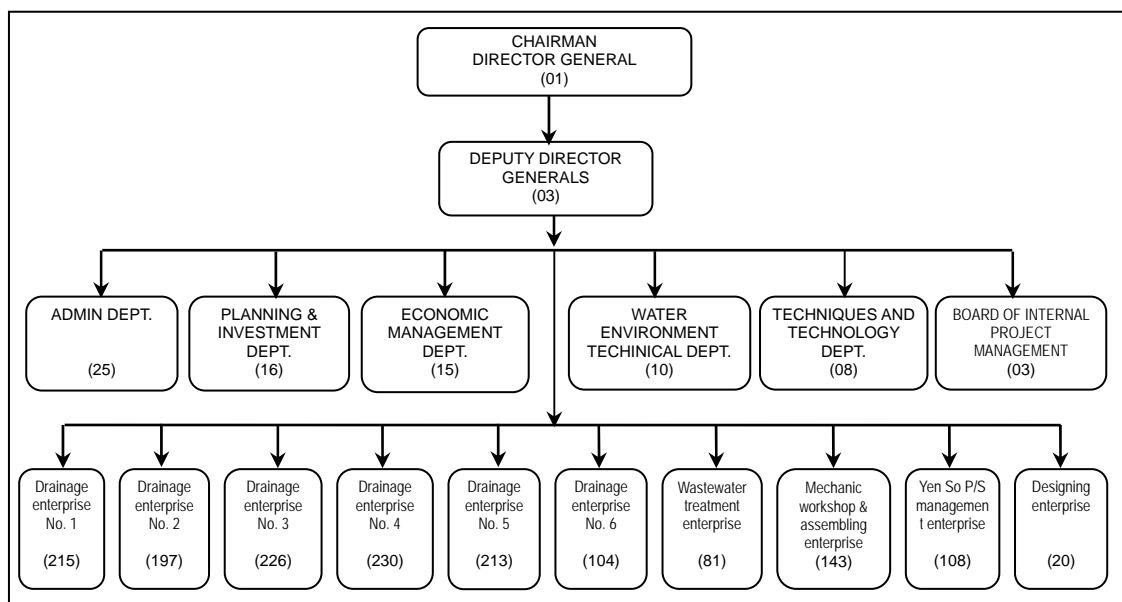 CHAIRMAN
DIRECTOR GENERAL
(01)
DEPUTY DIRECTOR
GENERALS
(03)
ADMIN DEPT.
(25)
PLANNING &
INVESTMENT
DEPT.
(16)
ECONOMIC
MANAGEMENT
DEPT.
(15)
WATER
ENVIRONMENT
TECHINICAL DEPT.
(10)
TECHNIQUES AND
TECHNOLOGY
DEPT.
(08)
BOARD OF INTERNAL
PROJECT
MANAGEMENT
(03)
Drainage
enterprise
No. 1
(215)
Drainage
enterprise
No. 2
(197)
Drainage
enterprise
No. 3
(226)
Drainage
enterprise
No. 4
(230)
Drainage
enterprise
No. 5
(213)
Drainage
enterprise
No. 6
(104)
Wastewater
treatment
enterprise
(81)
Mechanic
workshop &
assembling
enterprise
(143)
Yen So P/S
managemen
t enterprise
(108)
Designing
enterprise
(20)